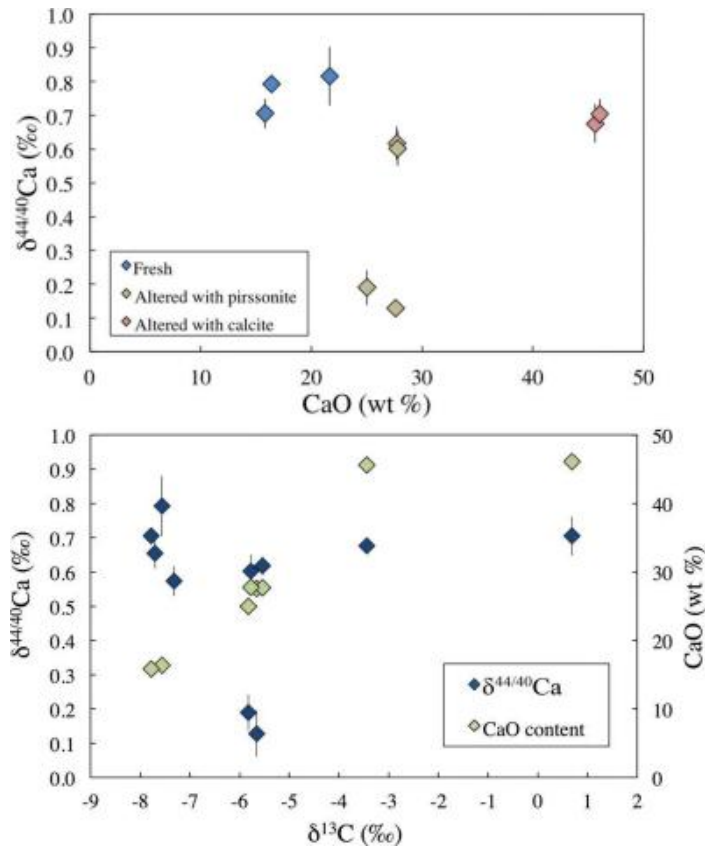 1.0
0.9
0.8
0.7
0.6
0.5
0.4
0.3
0.2
0.1
0.0
δ44/40Ca (‰)
Fresh
Altered with pirssonite
Altered with calcite
0 10 20 30 40 50
CaO (wt %)
1.0
0.9
0.8
0.7
0.6
0.5
0.4
0.3
0.2
0.1
0.0
δ44/40Ca (‰)
50
40
30
20
10
0
CaO (wt %)
δ44/40Ca
CaO content
-9 -8 -7 -6 -5 -4 -3 -2 -1 0 1 2
δ13C (‰)